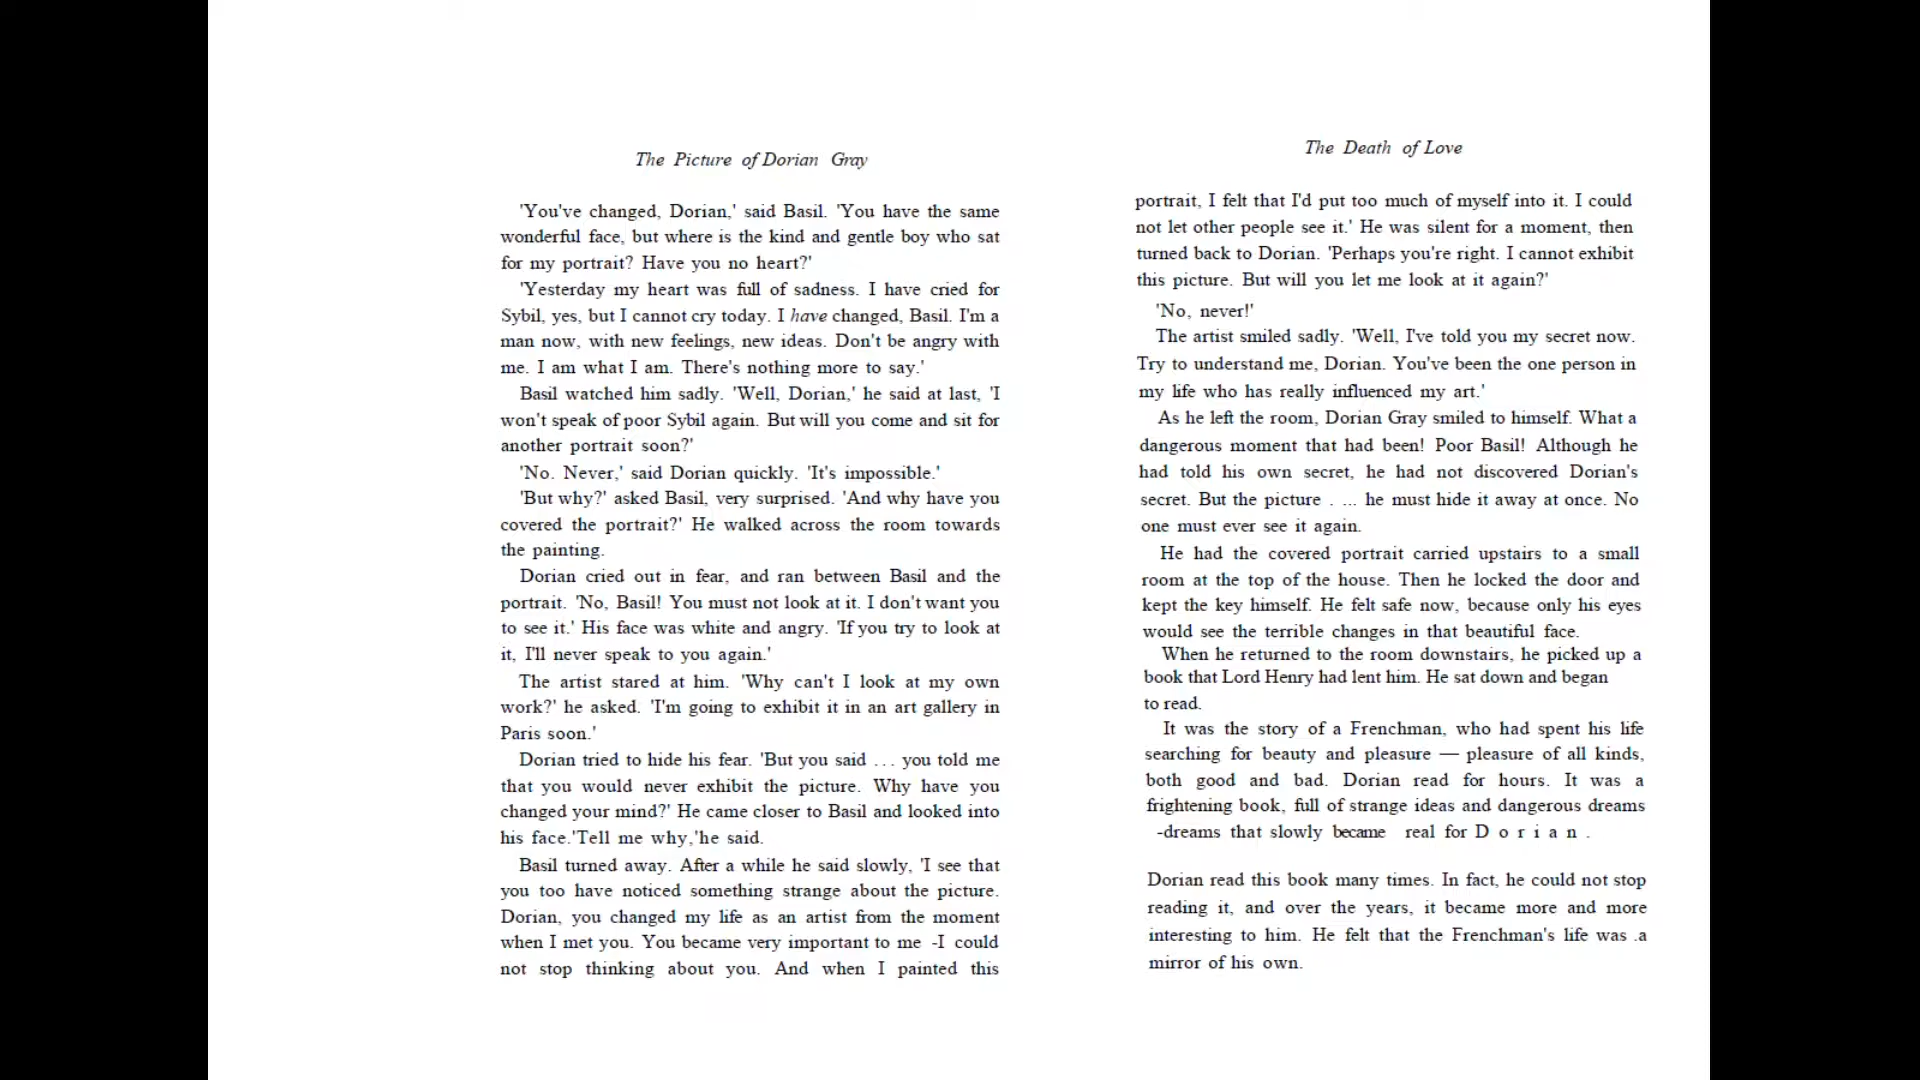 The Picture of Dorian Gray
'You've changed, Dorian,' said Basil. 'You have the same
wonderful face, but where is the kind and gentle boy who sat
for my portrait? Have you no heart?'
'Yesterday my heart was full of sadness. I have cried for
Sybil, yes, but I cannot cry today. I have changed, Basil. I'm a
man now, with new feelings, new ideas. Don't be angry with
me. I am what I am. There's nothing more to say.'
Basil watched him sadly. 'Well, Dorian,' he said at last, 'I
won't speak of poor Sybil again. But will you come and sit for
another portrait soon?'
'No. Never,' said Dorian quickly. 'It's impossible.'
'But why?' asked Basil, very surprised. 'And why have you
covered the portrait?' He walked across the room towards
the painting.
Dorian cried out in fear, and ran between Basil and the
portrait. 'No, Basil! You must not look at it. I don't want you
to see it.' His face was white and angry. 'If you try to look at
it, I'll never speak to you again.'
The artist stared at him. 'Why can't I look at my own
work?' he asked. 'I'm going to exhibit it in an art gallery in
Paris soon.'
Dorian tried to hide his fear. 'But you said ... you told me
that you would never exhibit the picture. Why have you
changed your mind?' He came closer to Basil and looked into
his face.'Tell me why,'he said.
Basil turned away. After a while he said slowly, 'I see that
you too have noticed something strange about the picture.
Dorian, you changed my life as an artist from the moment
when I met you. You became very important to me -I could
not stop thinking about you. And when I painted this
The Death of Love
portrait, I felt that I'd put too much of myself into it. I could
not let other people see it.' He was silent for a moment, then
turned back to Dorian. 'Perhaps you're right. I cannot exhibit
this picture. But will you let me look at it again?'
'No, never!'
The artist smiled sadly. 'Well, I've told you my secret now.
Try to understand me, Dorian. You've been the one person in
my life who has really influenced my art.'
As he left the room, Dorian Gray smiled to himself. What a
dangerous moment that had been! Poor Basil! Although he
had told his own secret, he had not discovered Dorian's
secret. But the picture . ... he must hide it away at once. No
one must ever see it again.
He had the covered portrait carried upstairs to a small
room at the top of the house. Then he locked the door and
kept the key himself. He felt safe now, because only his eyes
would see the terrible changes in that beautiful face.
When he returned to the room downstairs, he picked up a
book that Lord Henry had lent him. He sat down and began
to read.
It was the story of a Frenchman, who had spent his life
searching for beauty and pleasure — pleasure of all kinds,
both good and bad. Dorian read for hours. It was a
frightening book, full of strange ideas and dangerous dreams
-dreams that slowly became real for D o r i a n .
Dorian read this book many times. In fact, he could not stop
reading it, and over the years, it became more and more
interesting to him. He felt that the Frenchman's life was .a
mirror of his own.